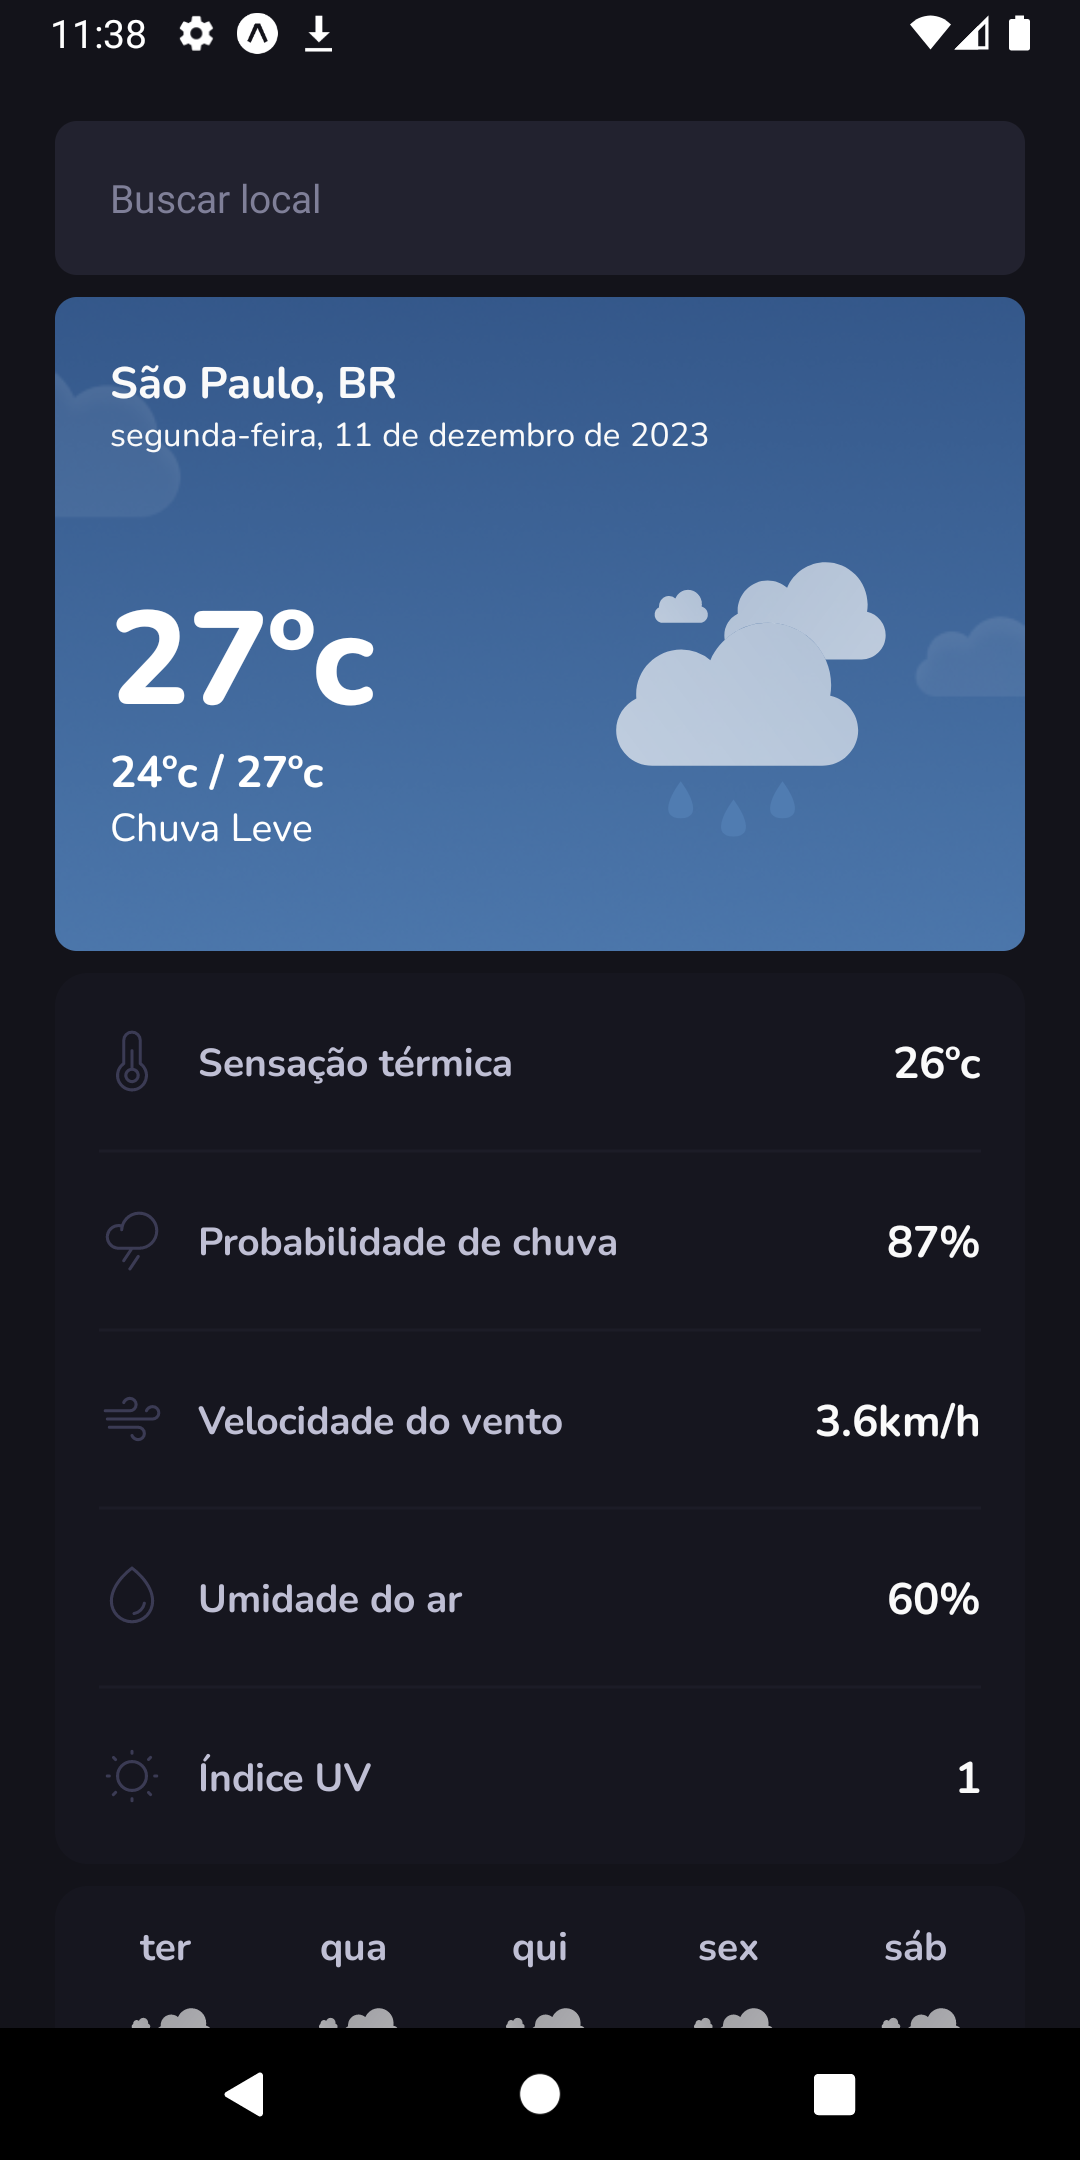 11:38
Buscar local
São Paulo, BR
segunda-feira, 11 de dezembro de 2023
27ºc
24ºc / 27ºc
Chuva Leve
Sensação térmica 26ºc
Probabilidade de chuva 87%
Velocidade do vento 3.6km/h
Umidade do ar 60%
Índice UV 1
ter qua qui sex sáb